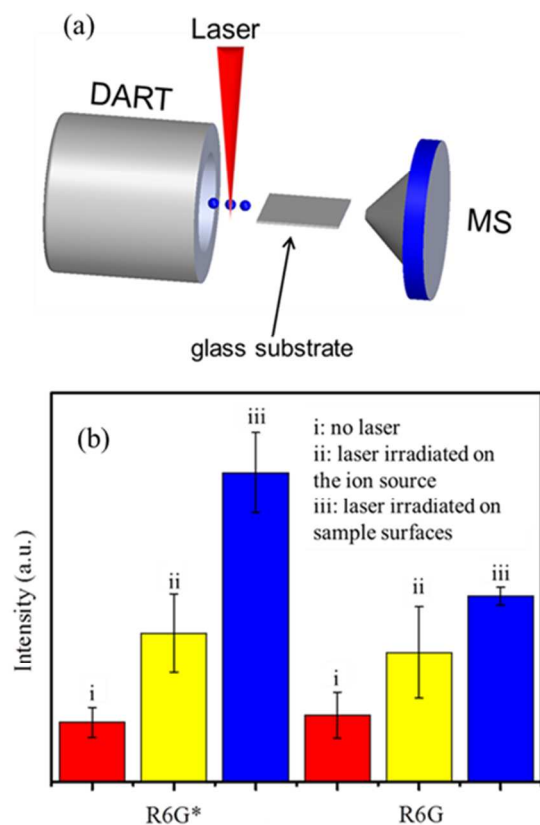 (a)
Laser
DART
MS
glass substrate
(b)
iii
i: no laser
ii: laser irradiated on
the ion source
iii: laser irradiated on
sample surfaces
ii
i
ii
iii
i
Intensity (a.u.)
R6G*
R6G